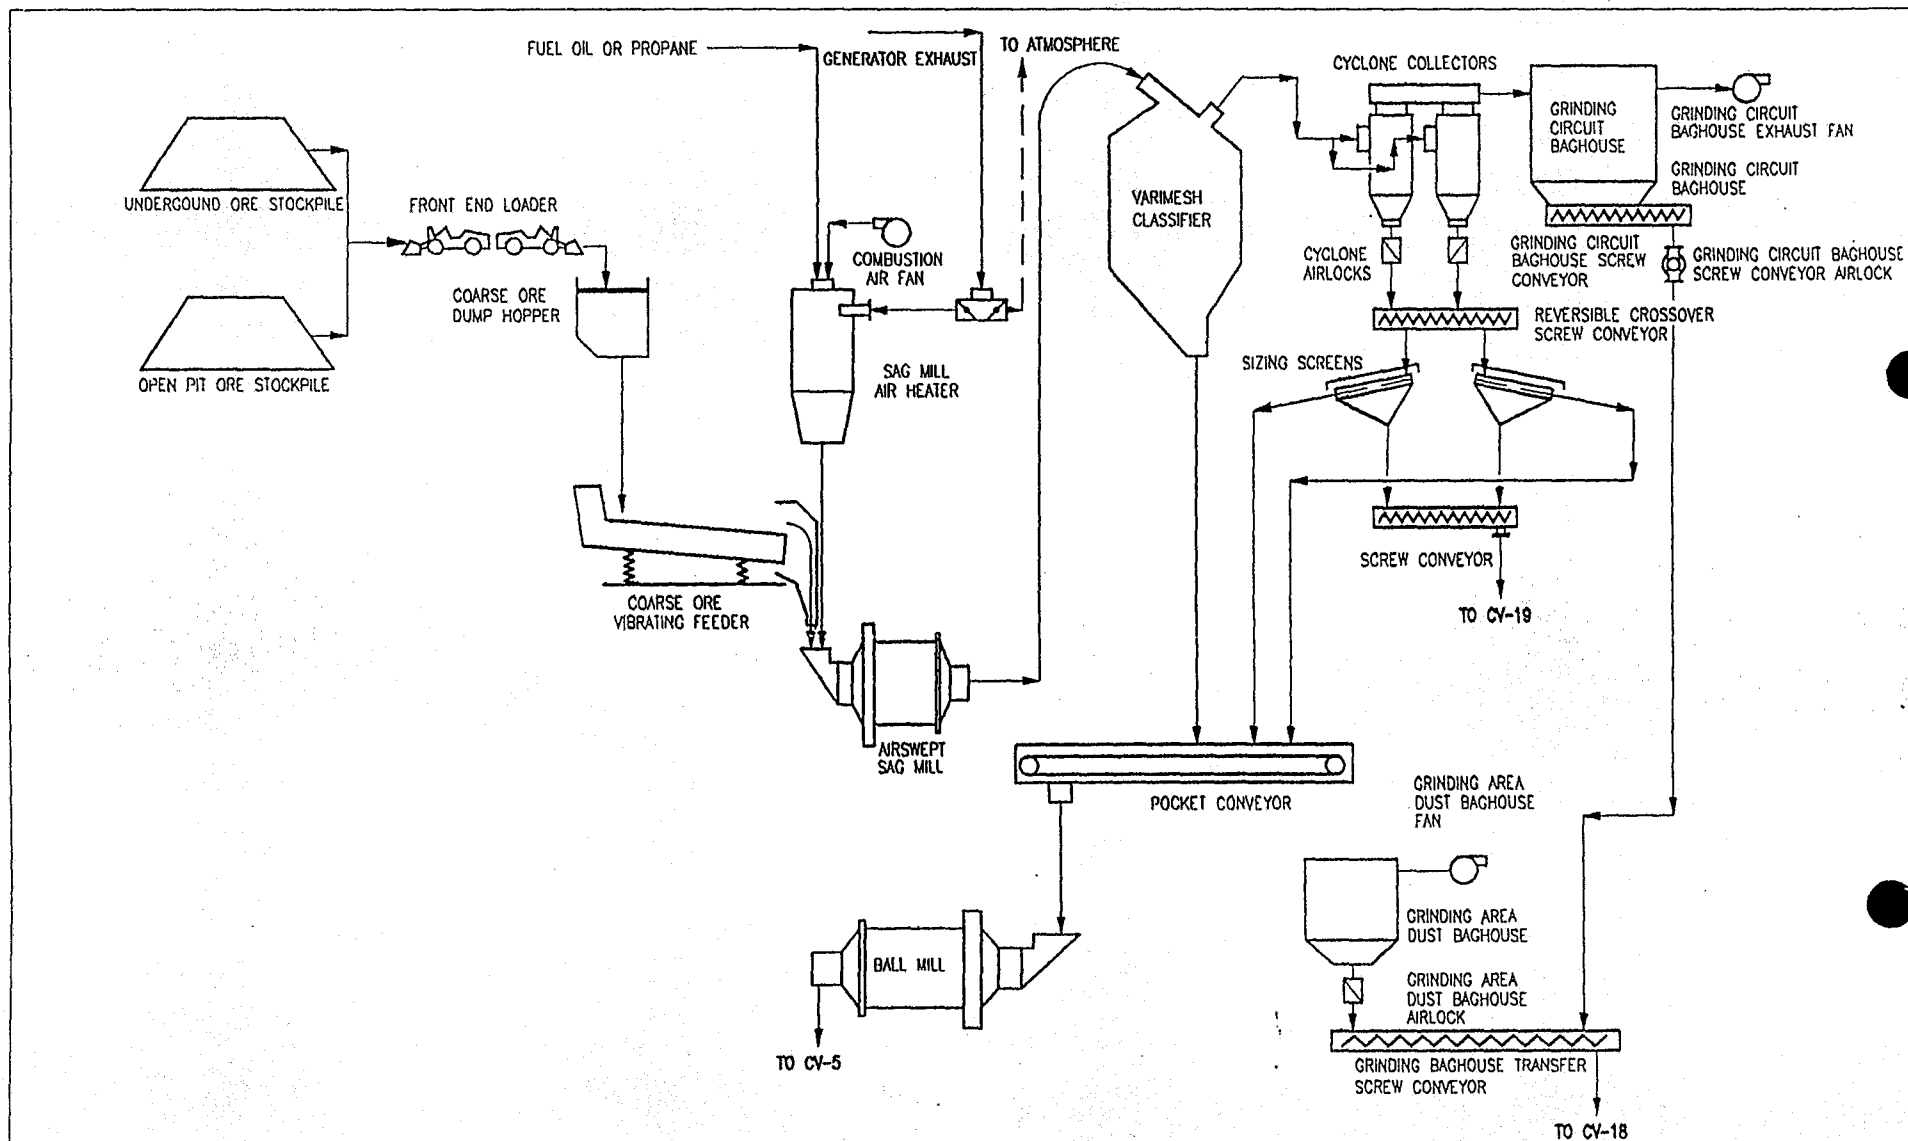 FUEL OIL OR PROPANE
GENERATOR EXHAUST
TO ATMOSPHERE
CYCLONE COLLECTORS
GRINDING
CIRCUIT
BAGHOUSE
GRINDING CIRCUIT
BAGHOUSE EXHAUST FAN
GRINDING CIRCUIT
BAGHOUSE
UNDERGOUND ORE STOCKPILE
FRONT END LOADER
COMBUSTION
AIR FAN
VARIMESH
CLASSIFIER
CYCLONE
AIRLOCKS
GRINDING CIRCUIT
BAGHOUSE SCREW
CONVEYOR
GRINDING CIRCUIT BAGHOUSE
SCREW CONVEYOR AIRLOCK
COARSE ORE
DUMP HOPPER
REVERSIBLE CROSSOVER
SCREW CONVEYOR
OPEN PIT ORE STOCKPILE
SAG MILL
AIR HEATER
SIZING SCREENS
SCREW CONVEYOR
COARSE ORE
VIBRATING FEEDER
TO CV-19
AIRSWEPT
SAG MILL
POCKET CONVEYOR
GRINDING AREA
DUST BAGHOUSE
FAN
GRINDING AREA
DUST BAGHOUSE
BALL MILL
GRINDING AREA
DUST BAGHOUSE
AIRLOCK
TO CV-5
GRINDING BAGHOUSE TRANSFER
SCREW CONVEYOR
TO CV-18